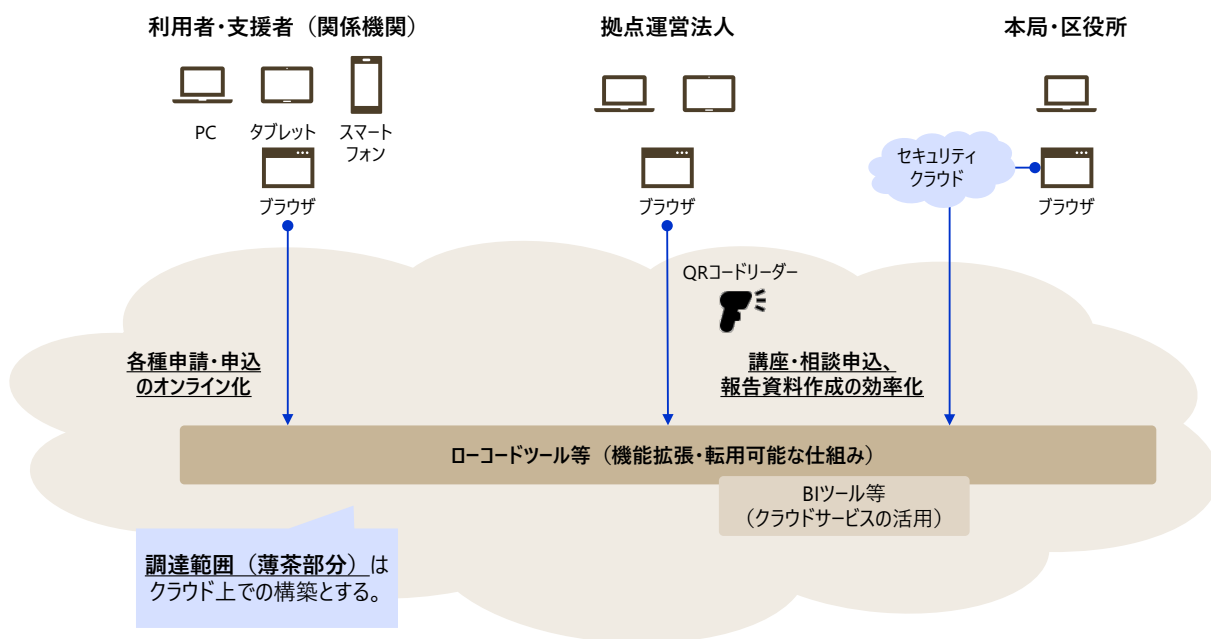 利用者・支援者（関係機関）
拠点運営法人
本局・区役所
PC
タブレット
スマート
フォン
ブラウザ
ブラウザ
セキュリティ
クラウド
ブラウザ
QRコードリーダー
各種申請・申込
のオンライン化
講座・相談申込、
報告資料作成の効率化
ローコードツール等（機能拡張・転用可能な仕組み）
BIツール等
（クラウドサービスの活用）
調達範囲（薄茶部分）は
クラウド上での構築とする。